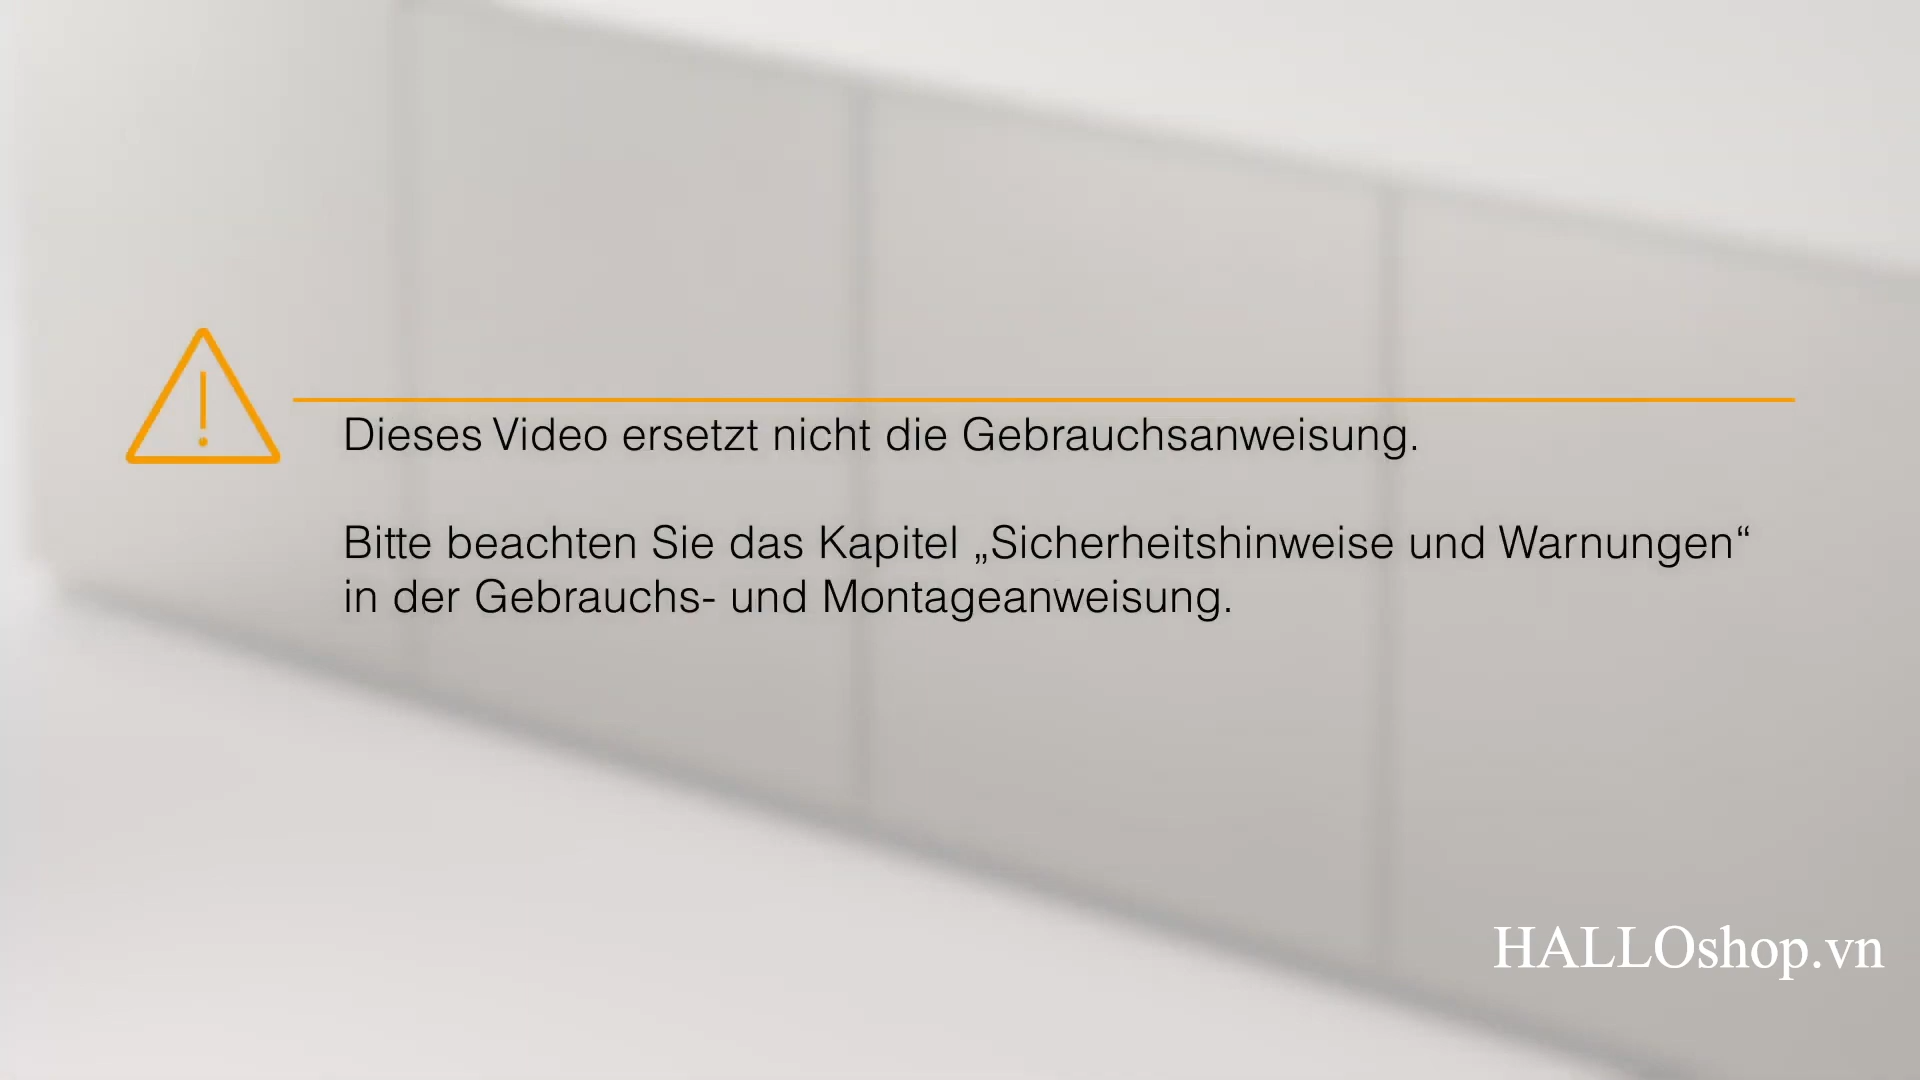 Dieses Video ersetzt nicht die Gebrauchsanweisung.
Bitte beachten Sie das Kapitel „Sicherheitshinweise und Warnungen“
in der Gebrauchs- und Montageanweisung.
HALLOshop.vn